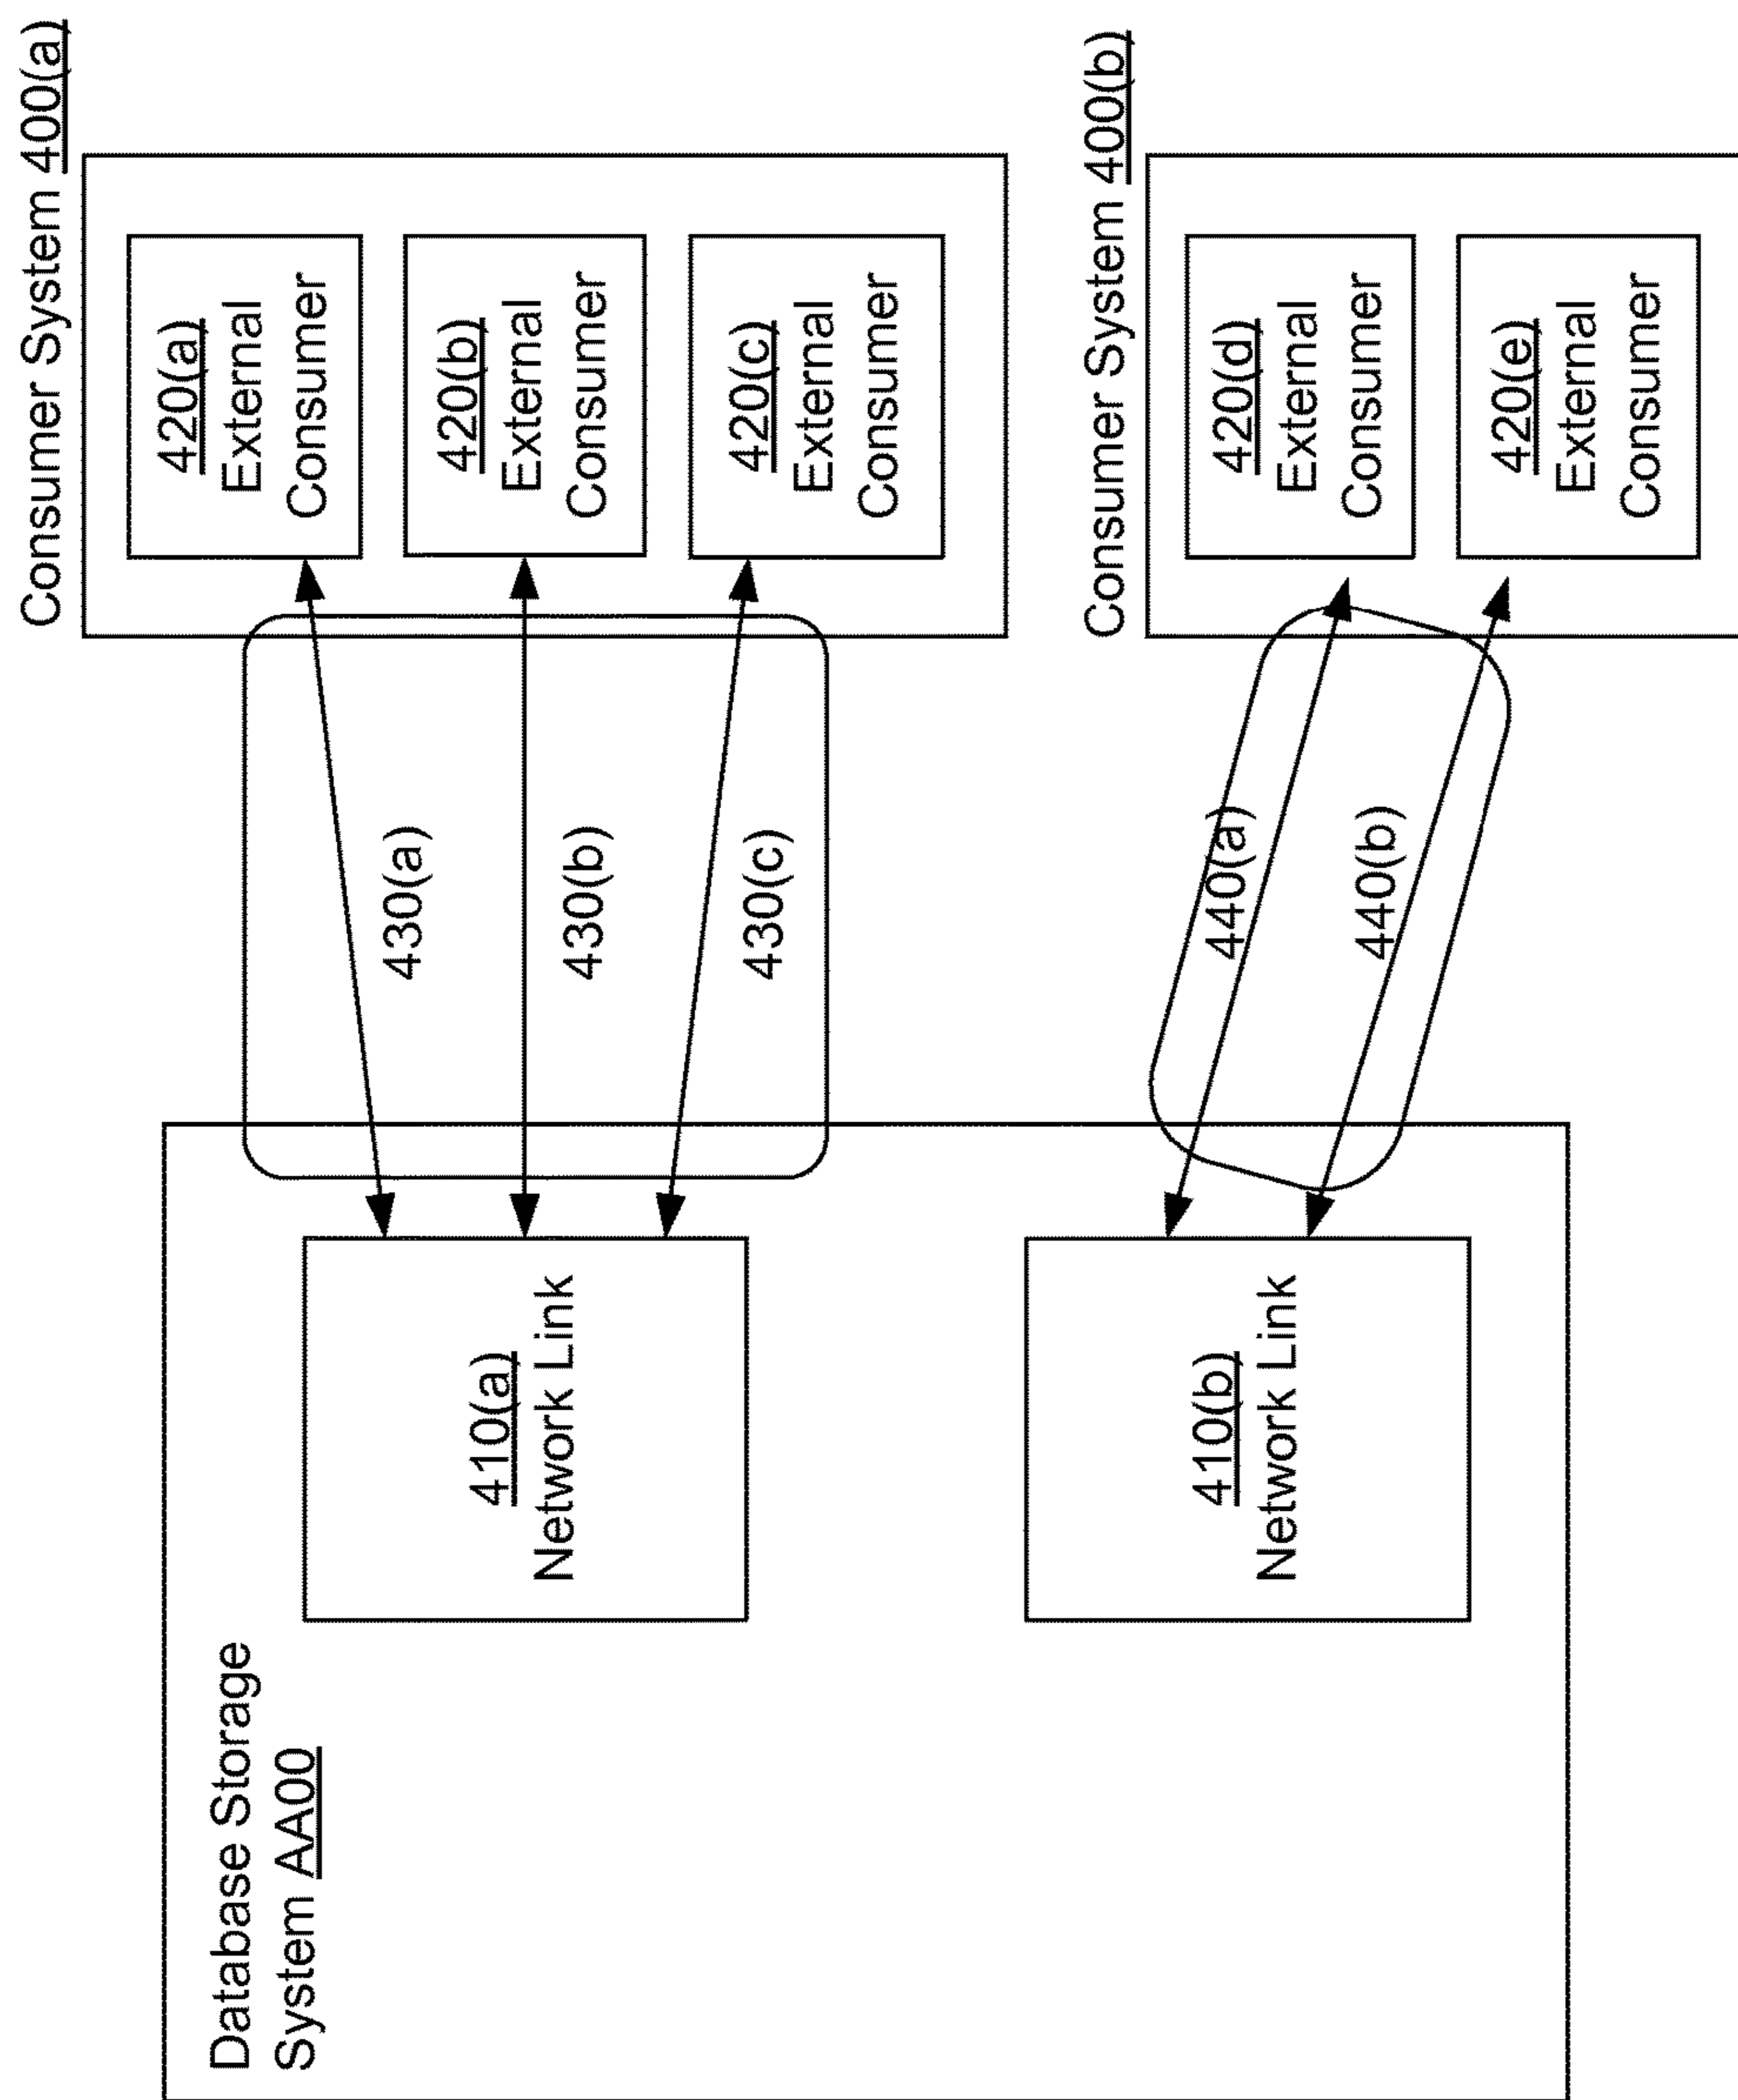 Database Storage
System AA00
410(a)
Network Link
410(b)
Network Link
430(a)
430(b)
430(c)
440(a)
440(b)
Consumer System 400(a)
420(a)
External
Consumer
420(b)
External
Consumer
420(c)
External
Consumer
Consumer System 400(b)
420(d)
External
Consumer
420(e)
External
Consumer